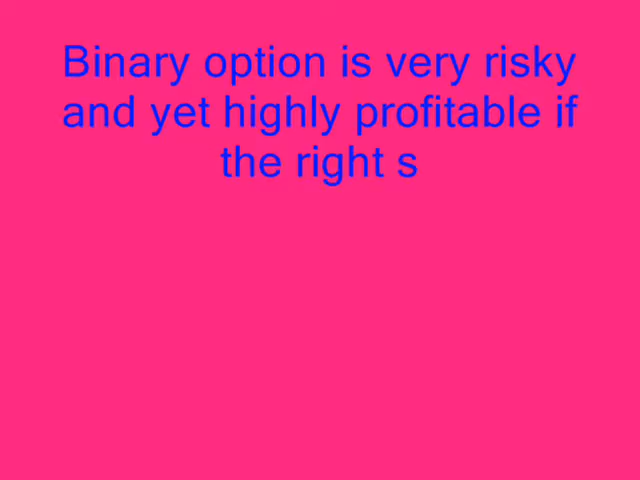 Binary option is very risky
and yet highly profitable if
the right s